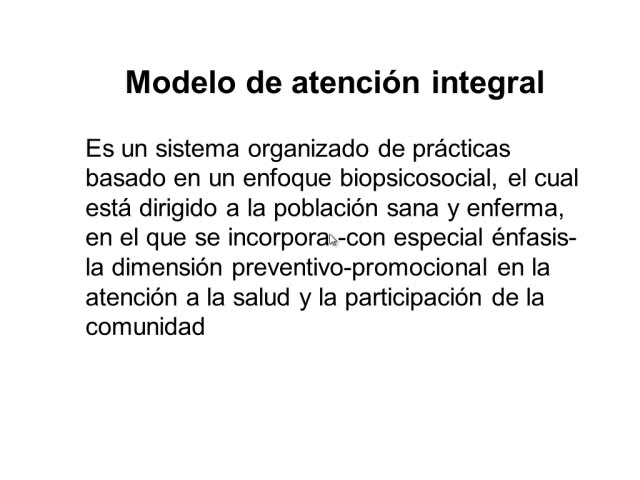 Modelo de atención integral
Es un sistema organizado de prácticas
basado en un enfoque biopsicosocial, el cual
está dirigido a la población sana y enferma,
en el que se incorpora -con especial énfasis-
la dimensión preventivo-promocional en la
atención a la salud y la participación de la
comunidad